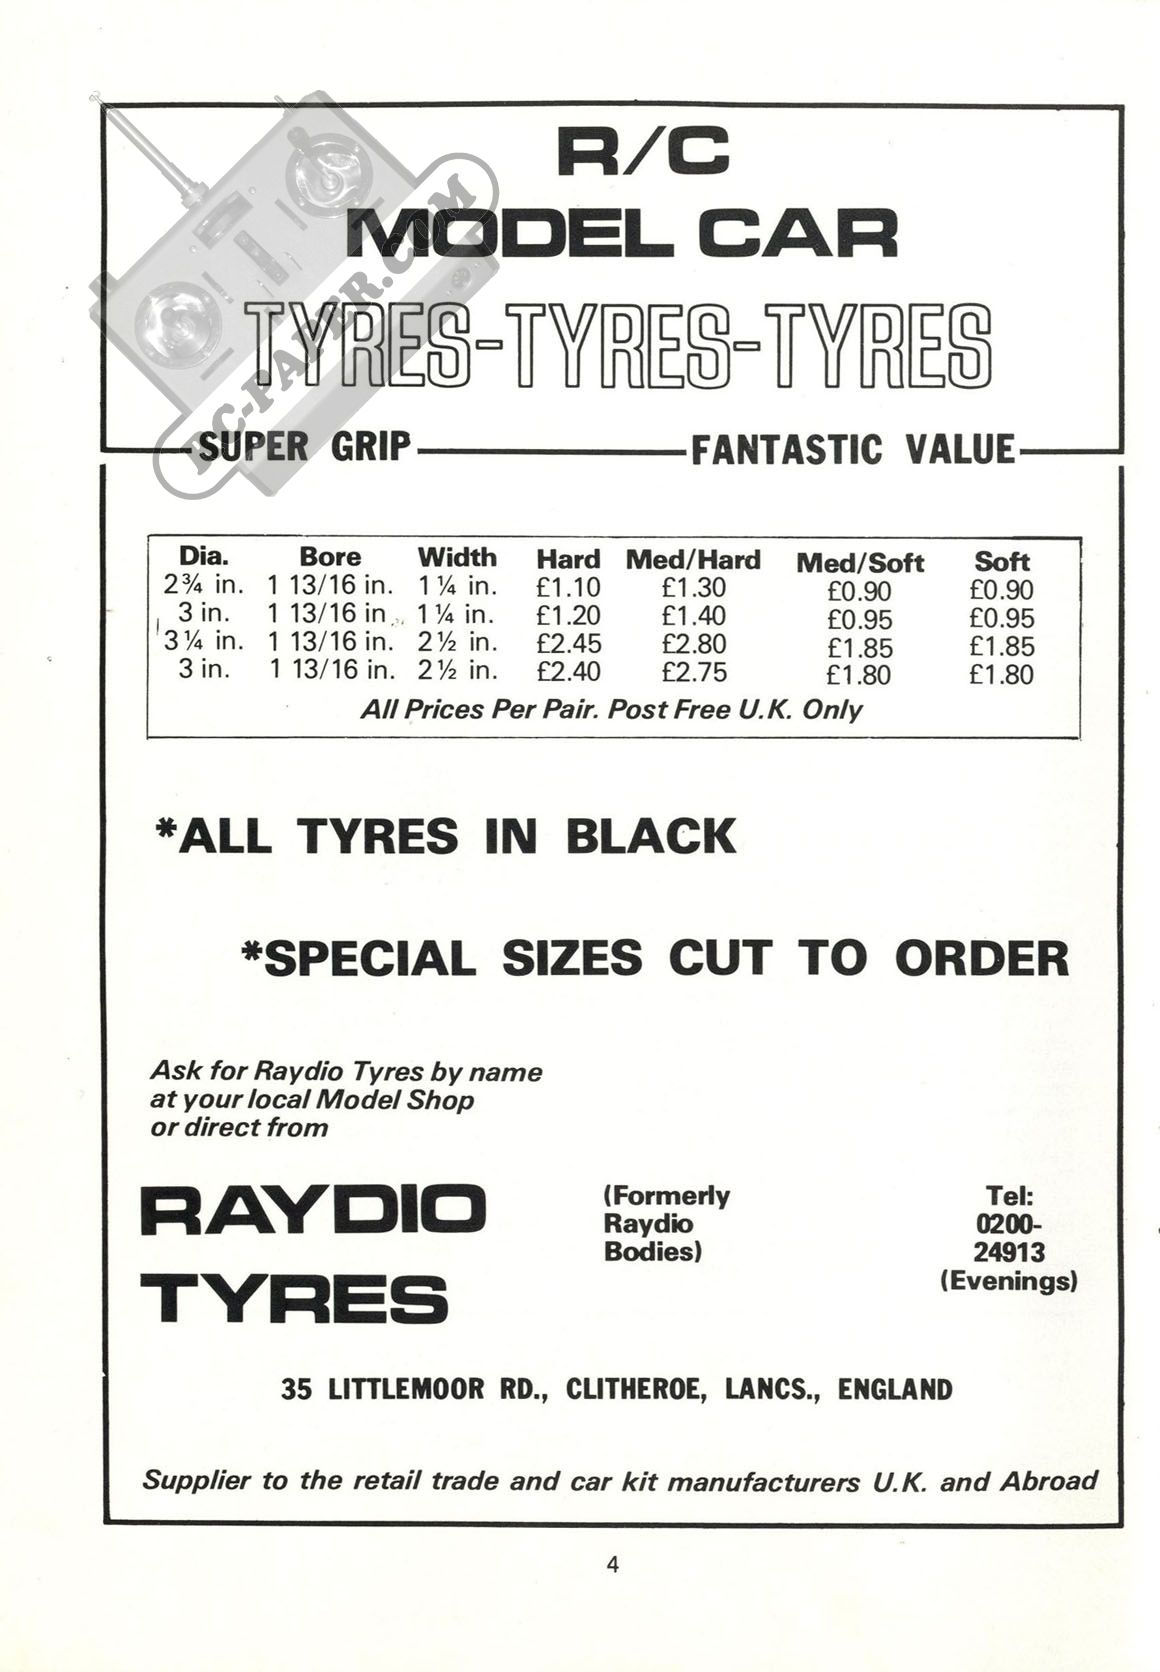 R/C
MODEL CAR
TYRES-TYRES-TYRES
RC-PAPER.COM
SUPER GRIP FANTASTIC VALUE
Dia. Bore Width Hard Med/Hard Med/Soft Soft
2¾ in. 1 13/16 in. 1¼ in. £1.10 £1.30 £0.90 £0.90
3 in. 1 13/16 in. 1¼ in. £1.20 £1.40 £0.95 £0.95
3¼ in. 1 13/16 in. 2½ in. £2.45 £2.80 £1.85 £1.85
3 in. 1 13/16 in. 2½ in. £2.40 £2.75 £1.80 £1.80
All Prices Per Pair. Post Free U.K. Only
*ALL TYRES IN BLACK
*SPECIAL SIZES CUT TO ORDER
Ask for Raydio Tyres by name
at your local Model Shop
or direct from
RAYDIO
TYRES
(Formerly
Raydio
Bodies)
Tel:
0200-
24913
(Evenings)
35 LITTLEMOOR RD., CLITHEROE, LANCS., ENGLAND
Supplier to the retail trade and car kit manufacturers U.K. and Abroad
4